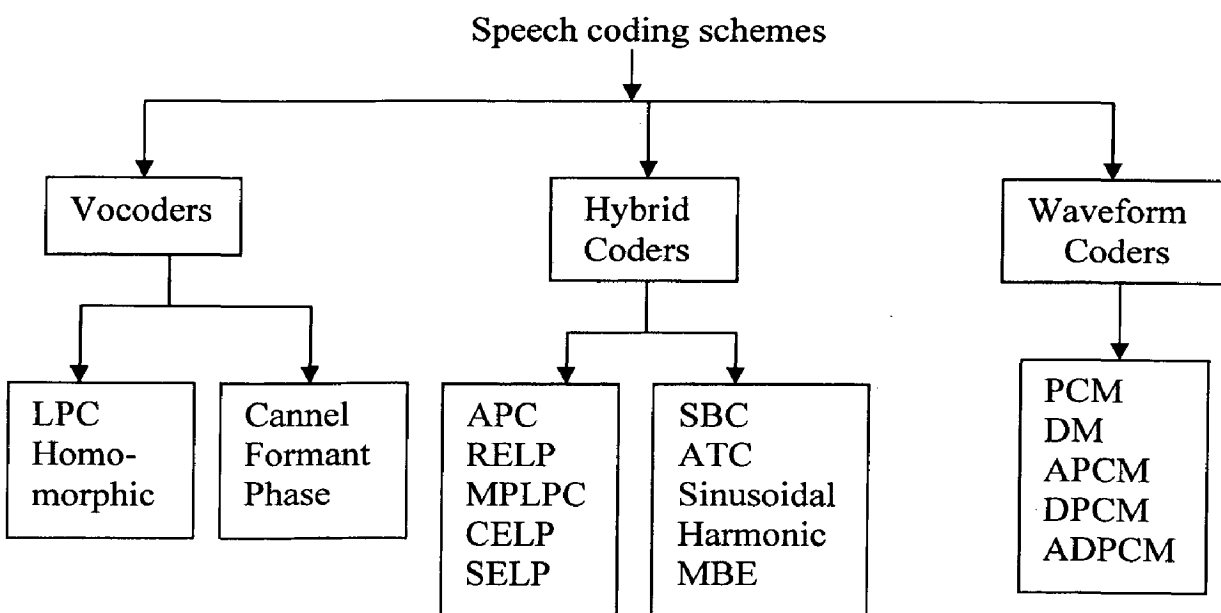 Speech coding schemes
Vocoders
Hybrid
Coders
Waveform
Coders
LPC
Homo-
morphic
Cannel
Formant
Phase
APC
RELP
MPLPC
CELP
SELP
SBC
ATC
Sinusoidal
Harmonic
MBE
PCM
DM
APCM
DPCM
ADPCM